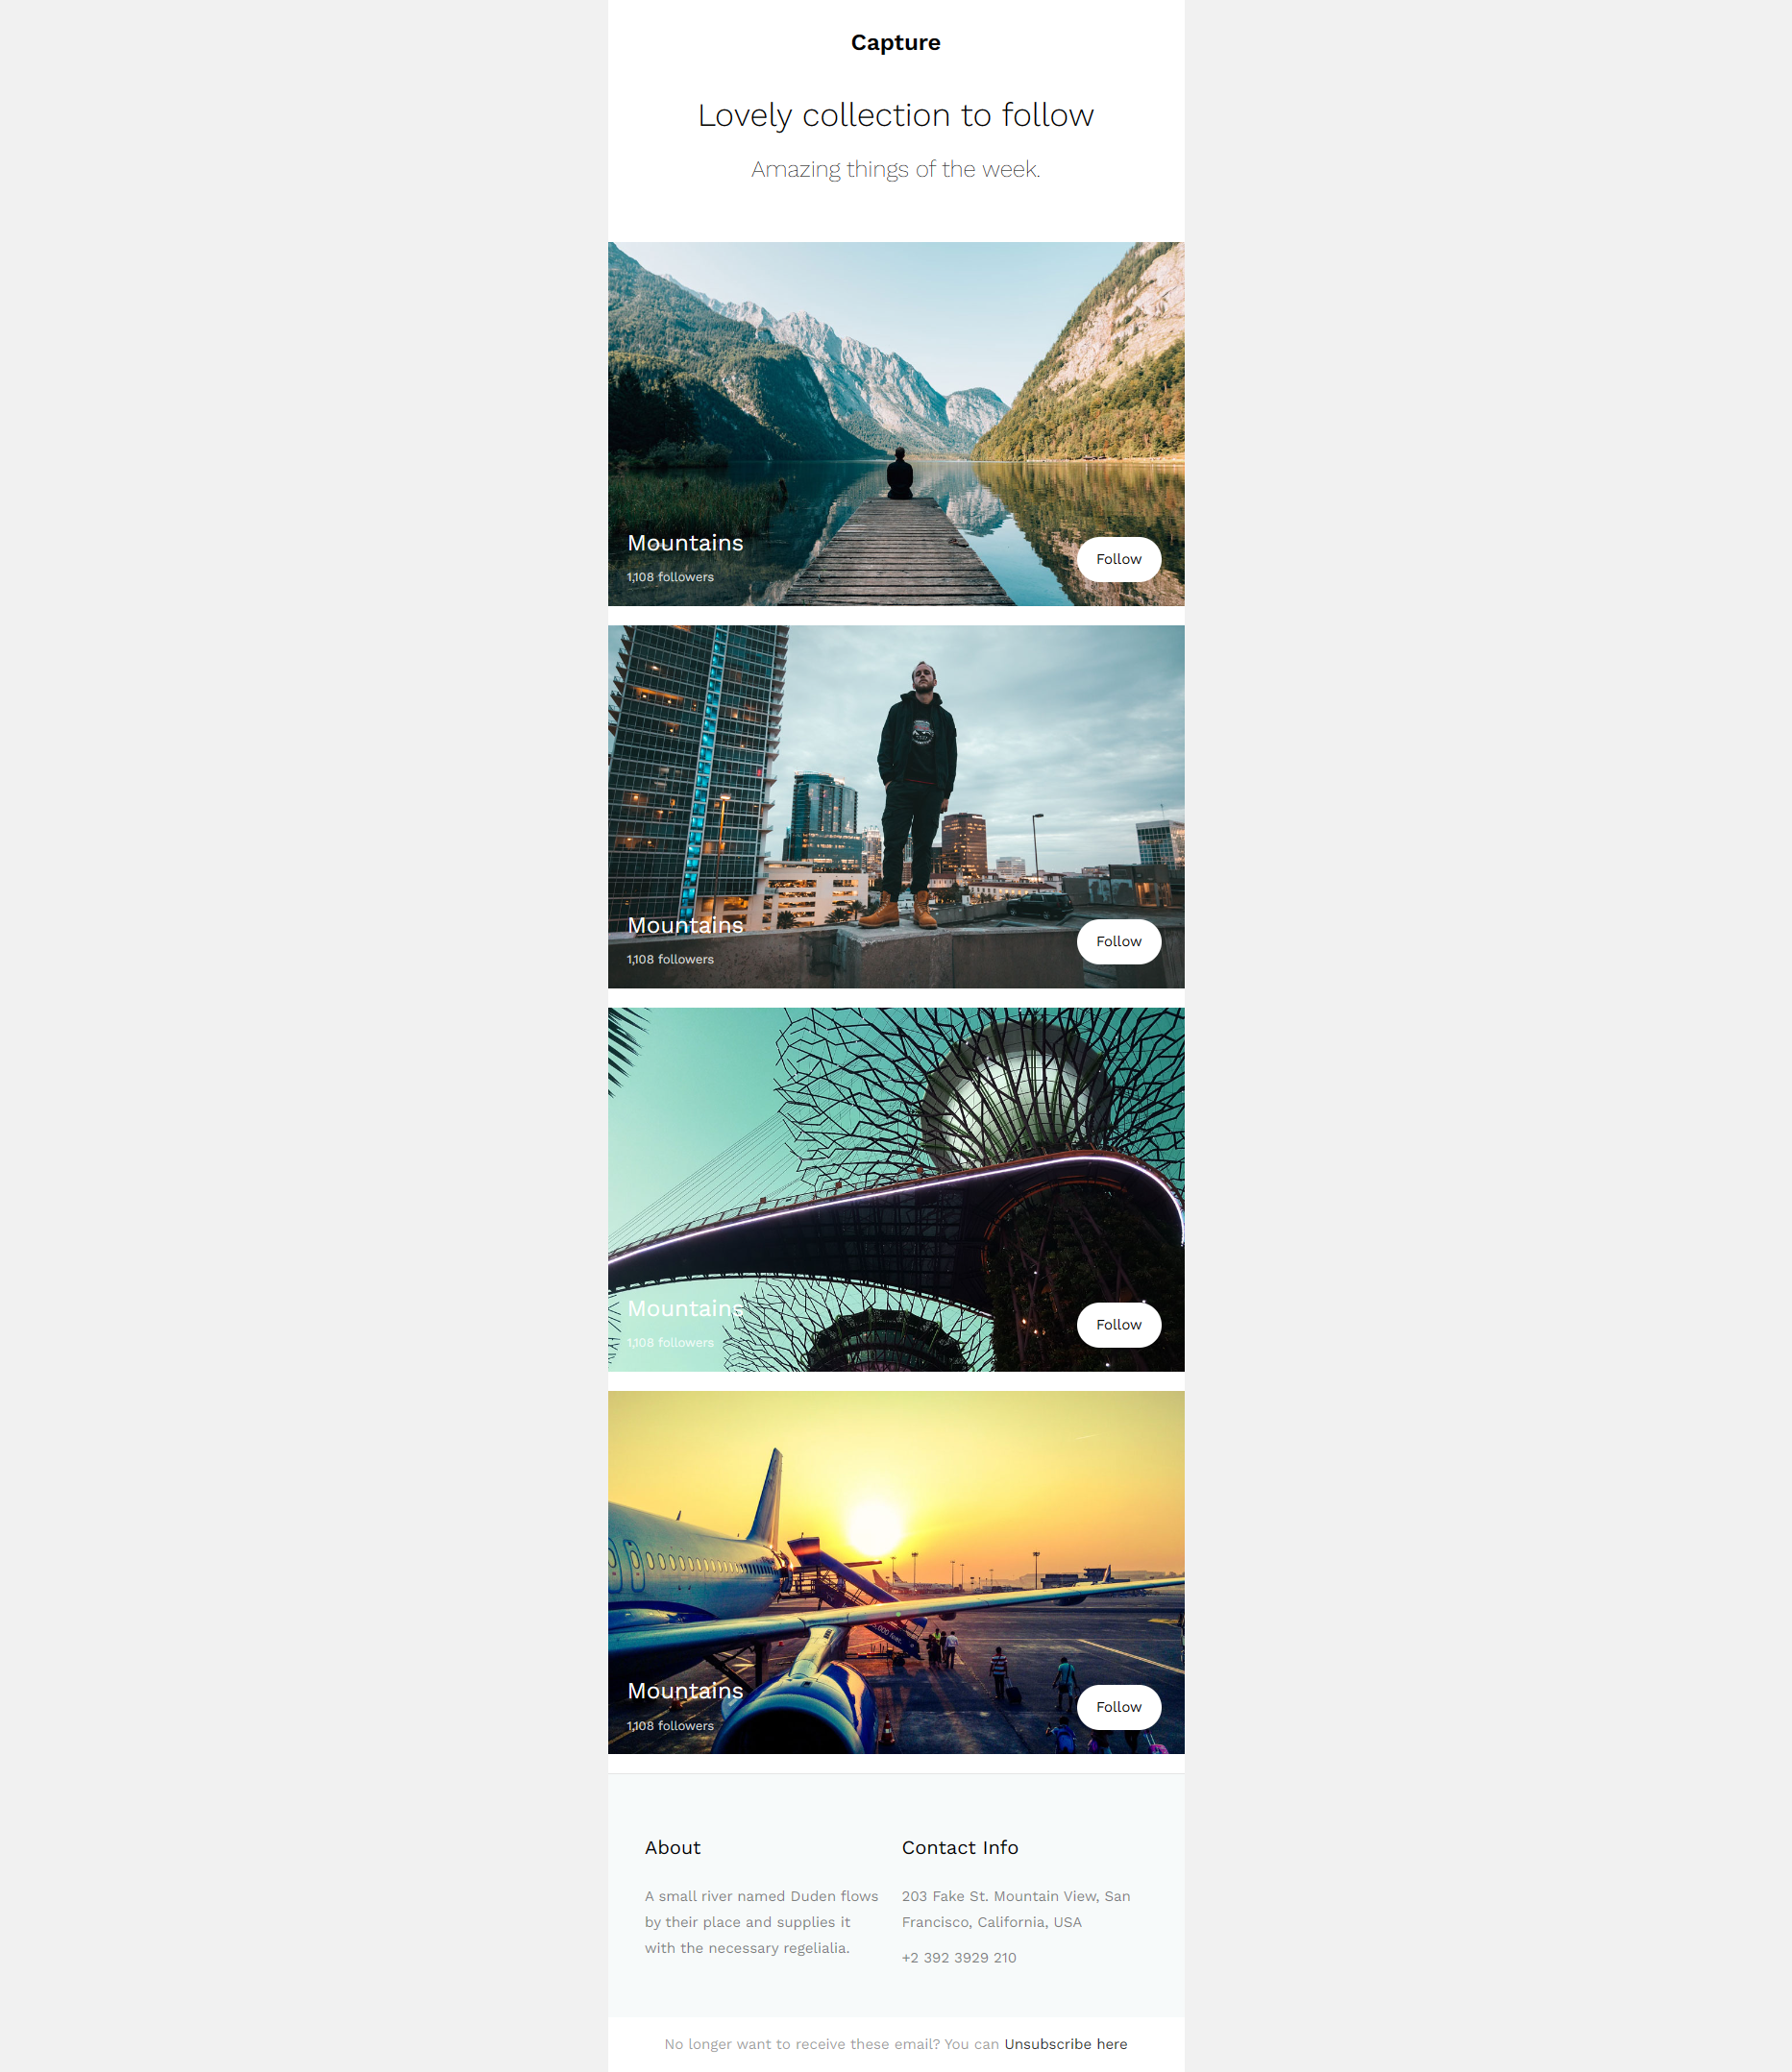 Capture
Lovely collection to follow
Amazing things of the week.
Mountains
1,108 followers
Follow
Mountains
1,108 followers
Follow
Mountains
1,108 followers
Follow
Mountains
1,108 followers
Follow
About
A small river named Duden flows
by their place and supplies it
with the necessary regelialia.
Contact Info
203 Fake St. Mountain View, San
Francisco, California, USA
+2 392 3929 210
No longer want to receive these email? You can Unsubscribe here